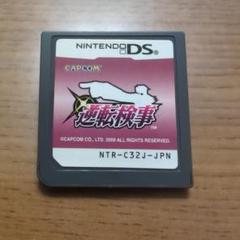 NINTENDO DS
CAPCOM
逆転検事
©CAPCOM CO., LTD. 2009 ALL RIGHTS RESERVED.
NTR-C32J-JPN